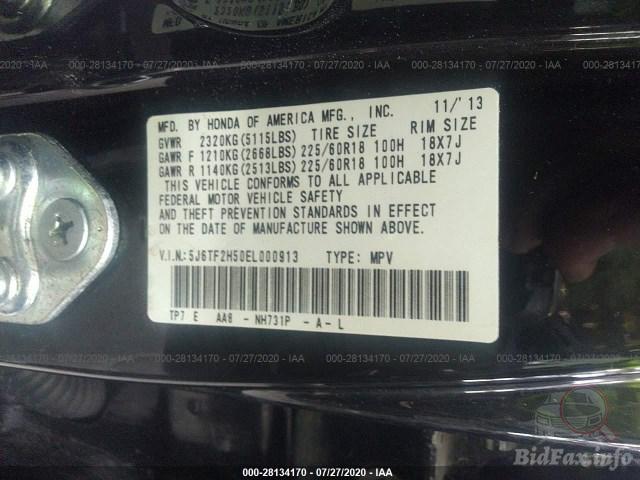 000-28134170 - 07/27/2020 - IAA
MFD. BY HONDA OF AMERICA MFG., INC. 11/'13
GVWR 2320KG(5115LBS) TIRE SIZE RIM SIZE
GAWR F 1210KG(2668LBS) 225/60R18 100H 18X7J
GAWR R 1140KG(2513LBS) 225/60R18 100H 18X7J
THIS VEHICLE CONFORMS TO ALL APPLICABLE
FEDERAL MOTOR VEHICLE SAFETY
AND THEFT PREVENTION STANDARDS IN EFFECT
ON THE DATE OF MANUFACTURE SHOWN ABOVE.
V.I.N.:5J6TF2H50EL000913 TYPE: MPV
TP7 E AA8 - NH731P - A - L
000-28134170 - 07/27/2020 - IAA
BidFax.info